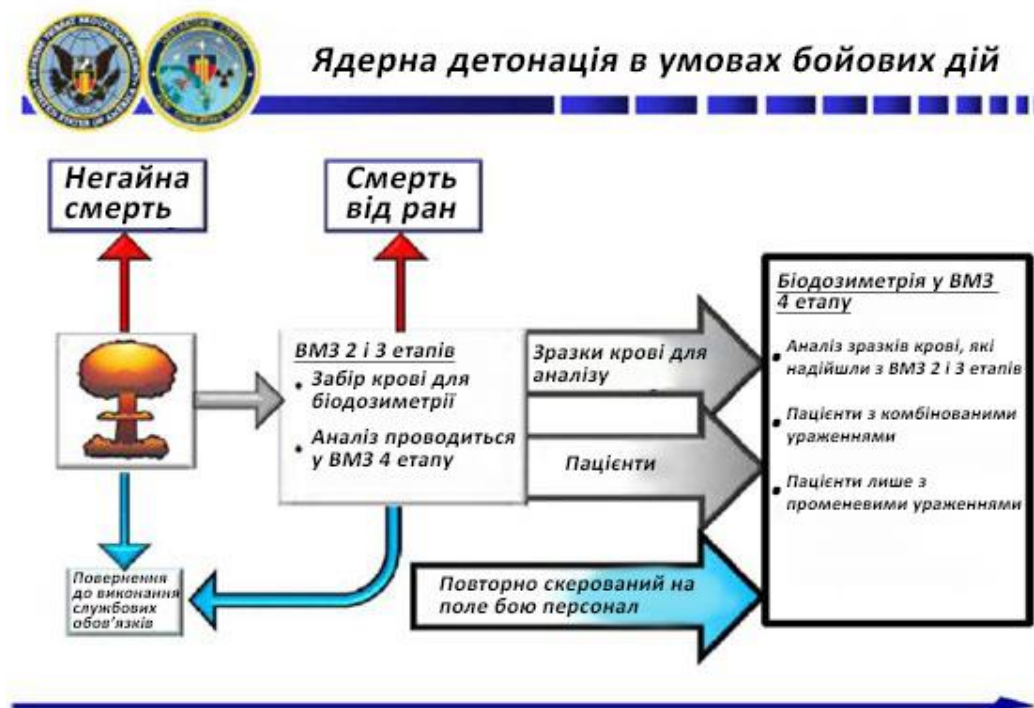 Ядерна детонація в умовах бойових дій
Негайна
смерть
Смерть
від ран
ВМЗ 2 і 3 етапів
• Забір крові для
біодозиметрії
• Аналіз проводиться
у ВМЗ 4 етапу
Зразки крові для
аналізу
Пацієнти
Біодозиметрія у ВМЗ
4 етапу
• Аналіз зразків крові, які
надійшли з ВМЗ 2 і 3 етапів
• Пацієнти з комбінованими
ураженнями
• Пацієнти лише з
променевими ураженнями
Повернення
до виконання
службових
обов’язків
Повторно скерований на
поле бою персонал